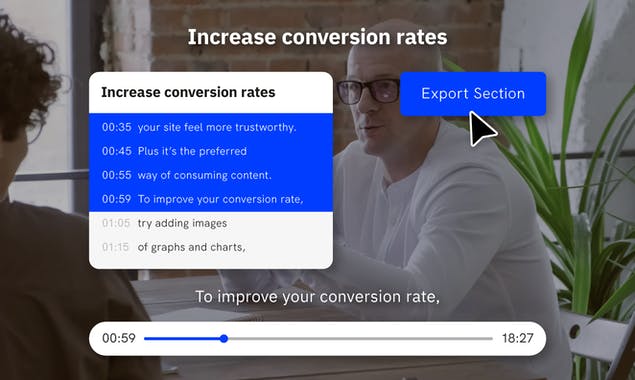 Increase conversion rates
Increase conversion rates
Export Section
00:35 your site feel more trustworthy.
00:45 Plus it's the preferred
00:55 way of consuming content.
00:59 To improve your conversion rate,
01:05 try adding images
01:15 of graphs and charts,
To improve your conversion rate,
00:59 18:27